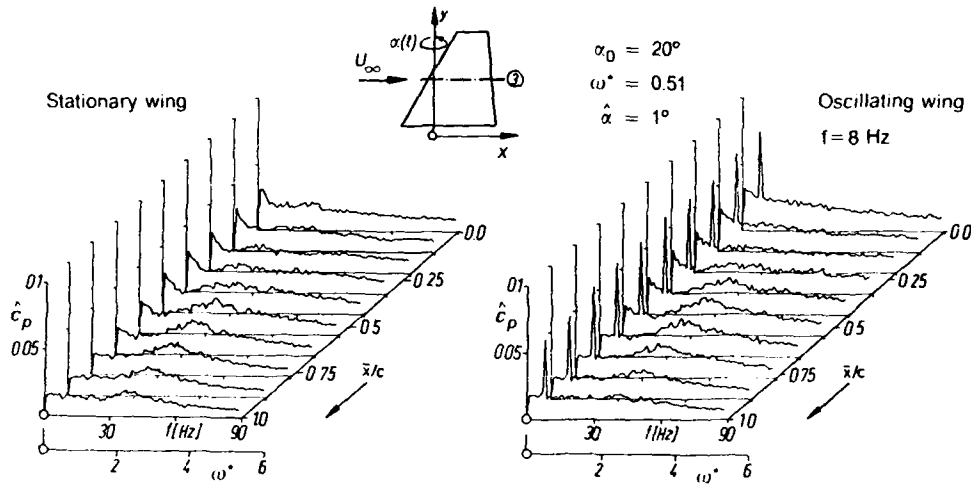 y
α(t)
U∞
③
x
α₀ = 20°
ω* = 0.51
α̂ = 1°
Stationary wing
Oscillating wing
f = 8 Hz
0.1
ĉp
0.05
0.0
0.25
0.5
0.75
1.0
x̄/c
30 f[Hz] 90
2 4 ω* 6
0.1
ĉp
0.05
0.0
0.25
0.5
0.75
1.0
x̄/c
30 f[Hz] 90
2 4 ω* 6